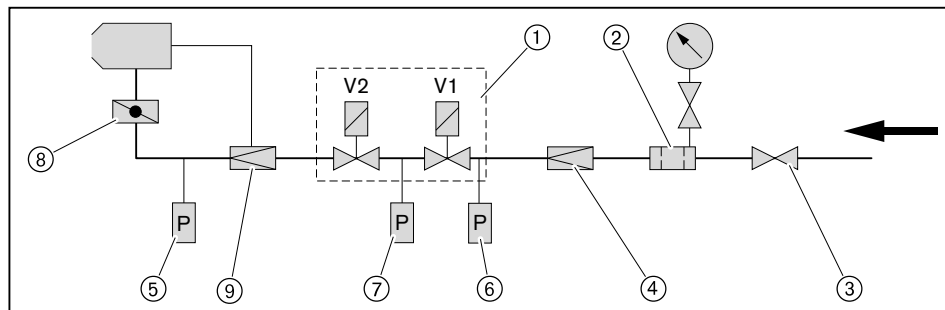 ① ②
V2 V1
⑧
P P P
⑤ ⑨ ⑦ ⑥ ④ ③